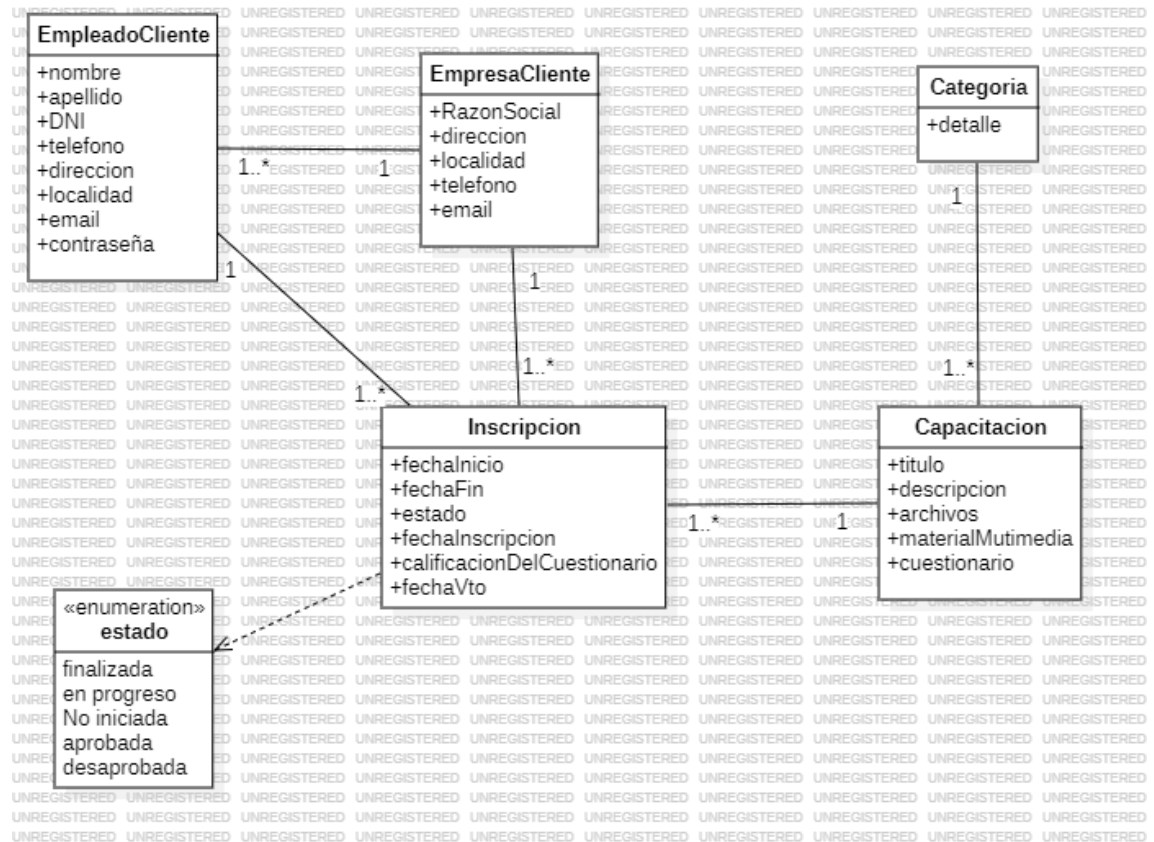 EmpleadoCliente
+nombre
+apellido
+DNI
+telefono
+direccion
+localidad
+email
+contraseña
1..*
1
EmpresaCliente
+RazonSocial
+direccion
+localidad
+telefono
+email
Categoria
+detalle
1
1..*
1
1..*
1
1..*
Inscripcion
+fechaInicio
+fechaFin
+estado
+fechaInscripcion
+calificacionDelCuestionario
+fechaVto
1..*
1
Capacitacion
+titulo
+descripcion
+archivos
+materialMutimedia
+cuestionario
«enumeration»
estado
finalizada
en progreso
No iniciada
aprobada
desaprobada
UNREGISTERED